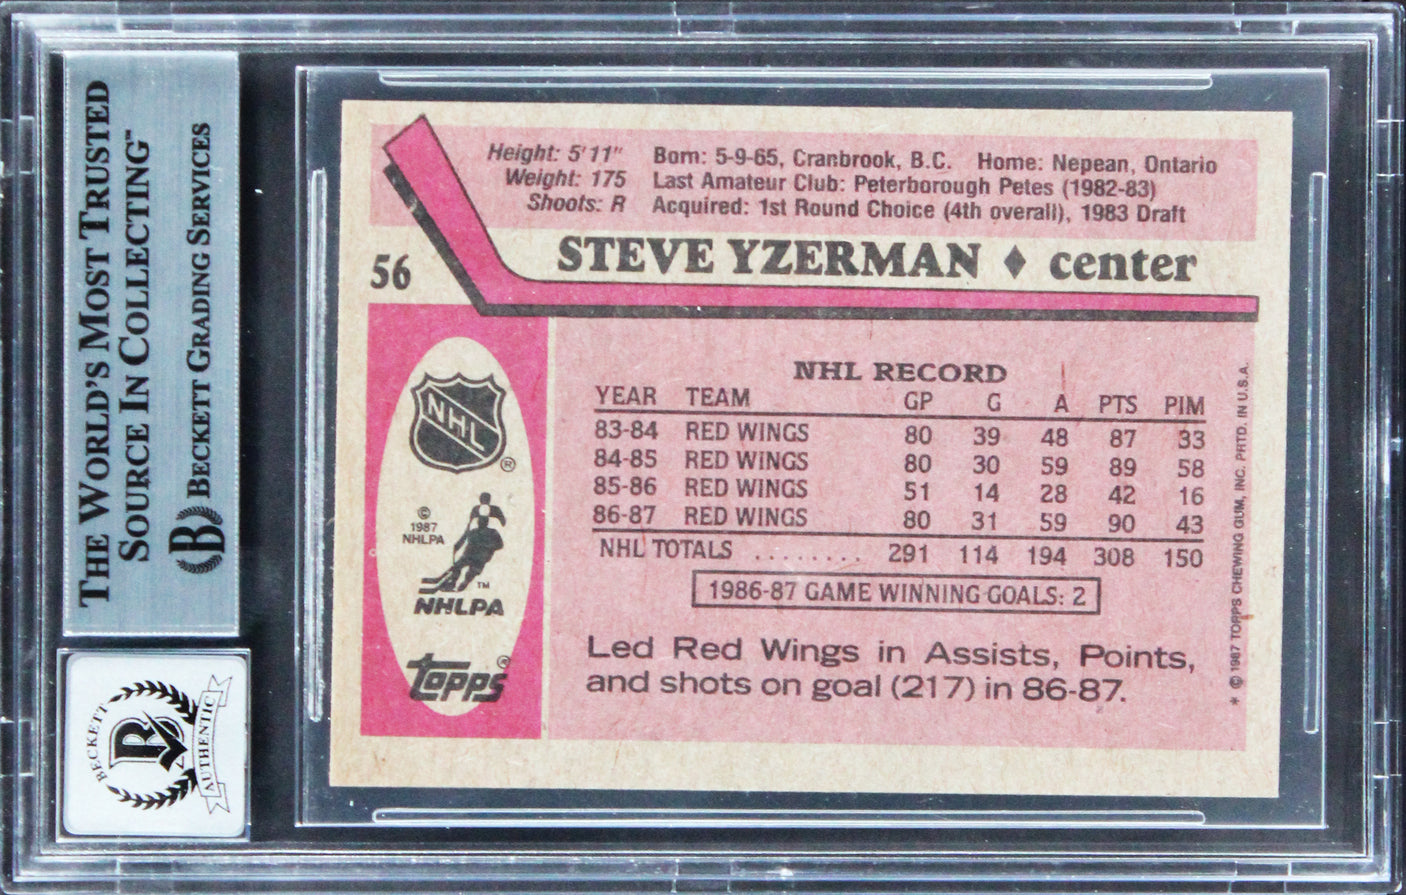 THE WORLD'S MOST TRUSTED
SOURCE IN COLLECTING™
B BECKETT GRADING SERVICES
BECKETT
B
AUTHENTIC
Height: 5'11"
Weight: 175
Shoots: R
Born: 5-9-65, Cranbrook, B.C. Home: Nepean, Ontario
Last Amateur Club: Peterborough Petes (1982-83)
Acquired: 1st Round Choice (4th overall), 1983 Draft
56
STEVE YZERMAN ♦ center
NHL
®
©
1987
NHLPA
™
NHLPA
topps®
NHL RECORD
YEAR TEAM GP G A PTS PIM
83-84 RED WINGS 80 39 48 87 33
84-85 RED WINGS 80 30 59 89 58
85-86 RED WINGS 51 14 28 42 16
86-87 RED WINGS 80 31 59 90 43
NHL TOTALS ........ 291 114 194 308 150
1986-87 GAME WINNING GOALS: 2
Led Red Wings in Assists, Points,
and shots on goal (217) in 86-87.
* © 1987 TOPPS CHEWING GUM, INC. PRTD. IN U.S.A.